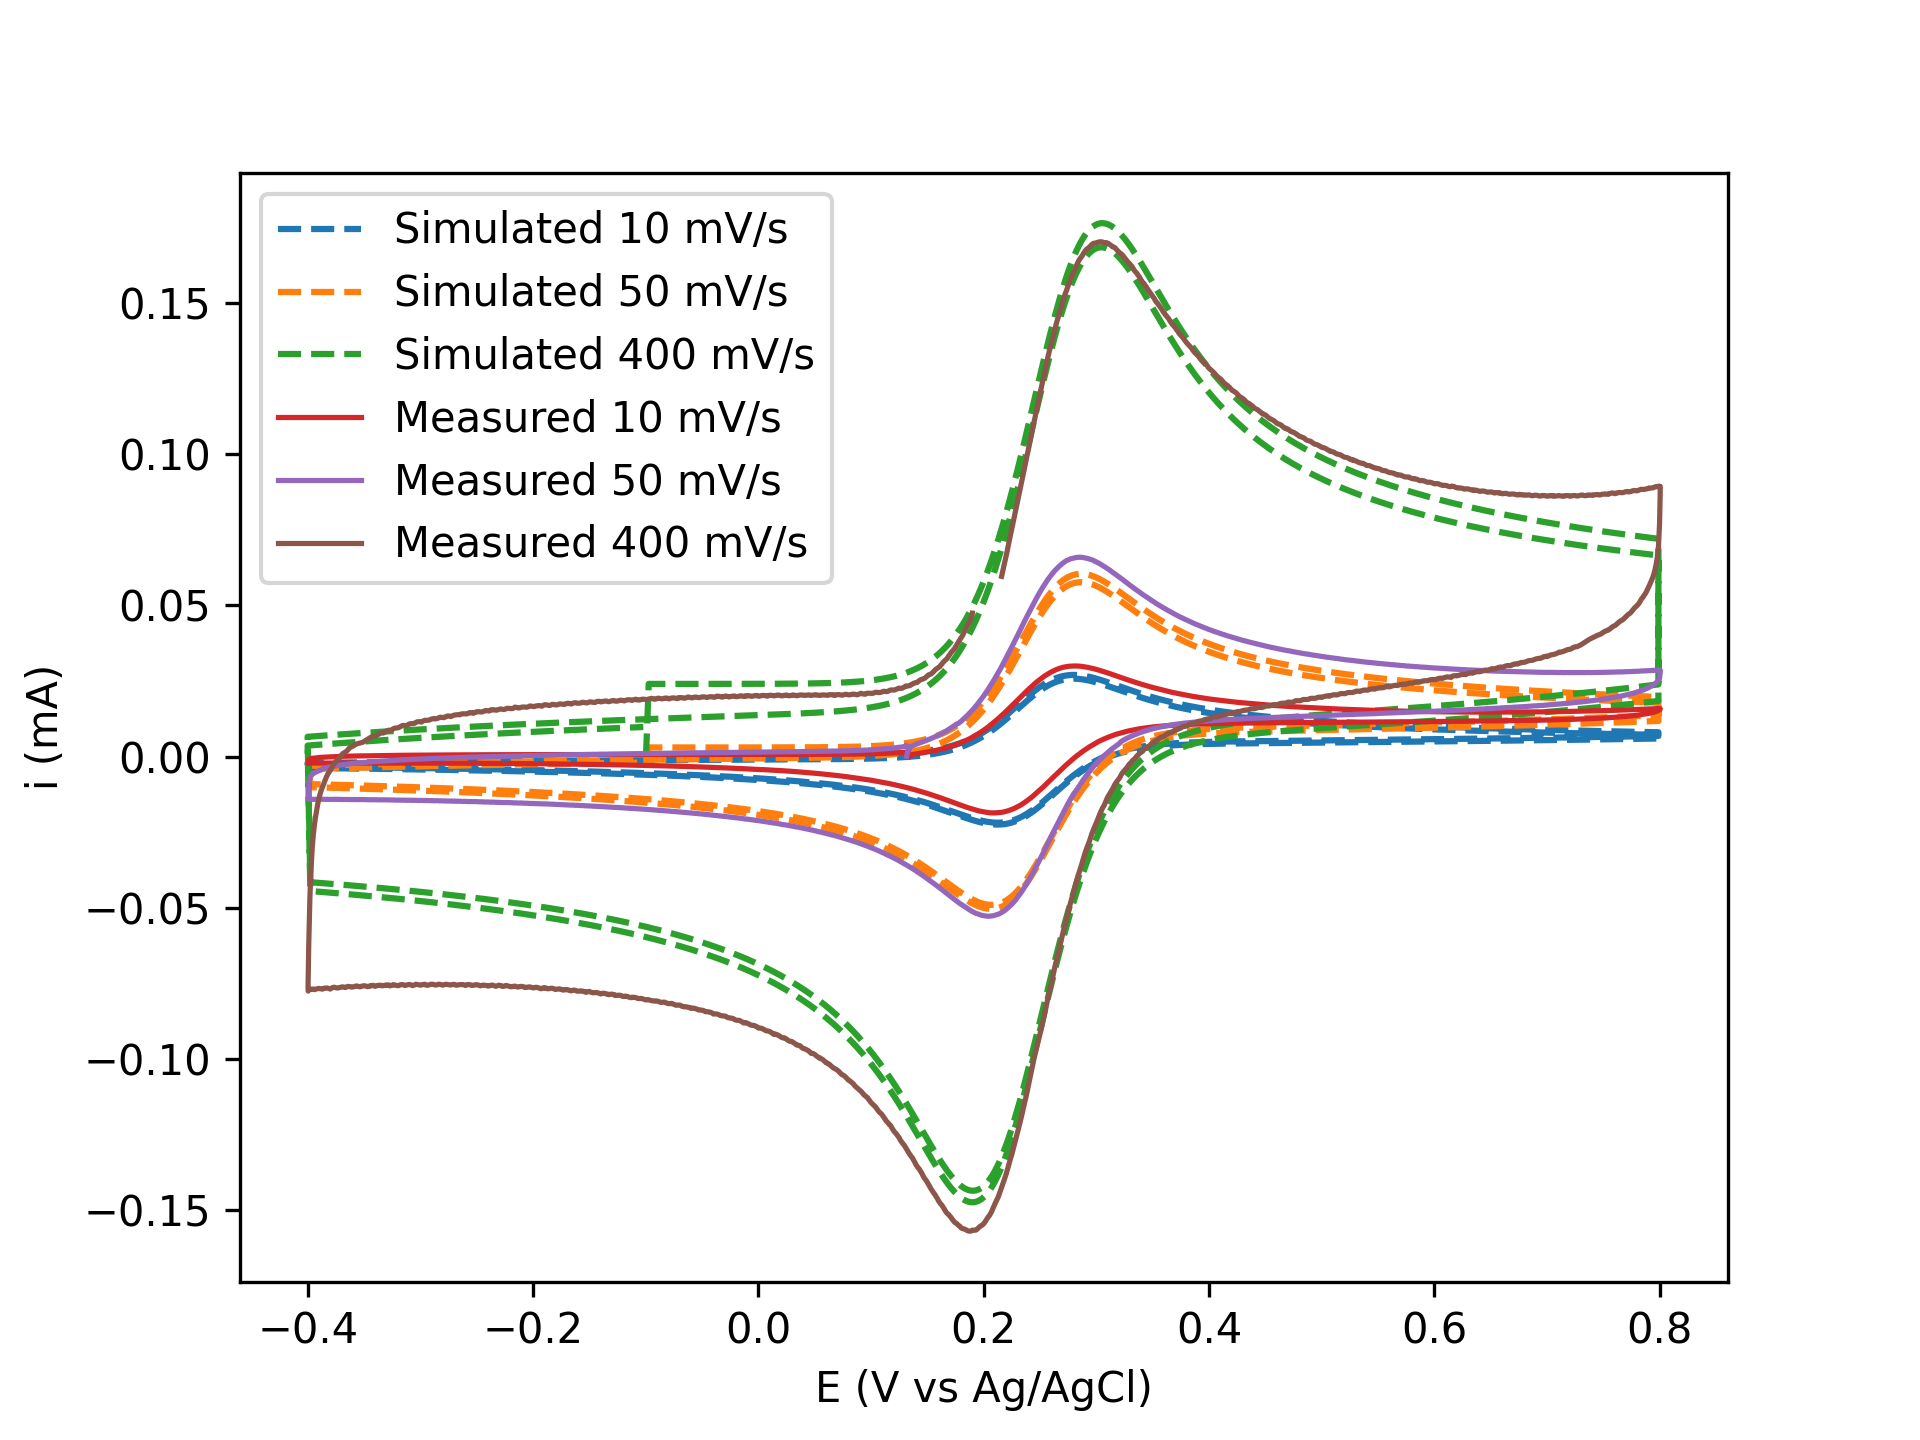 Simulated 10 mV/s
Simulated 50 mV/s
Simulated 400 mV/s
Measured 10 mV/s
Measured 50 mV/s
Measured 400 mV/s
0.15
0.10
0.05
0.00
−0.05
−0.10
−0.15
i (mA)
−0.4 −0.2 0.0 0.2 0.4 0.6 0.8
E (V vs Ag/AgCl)